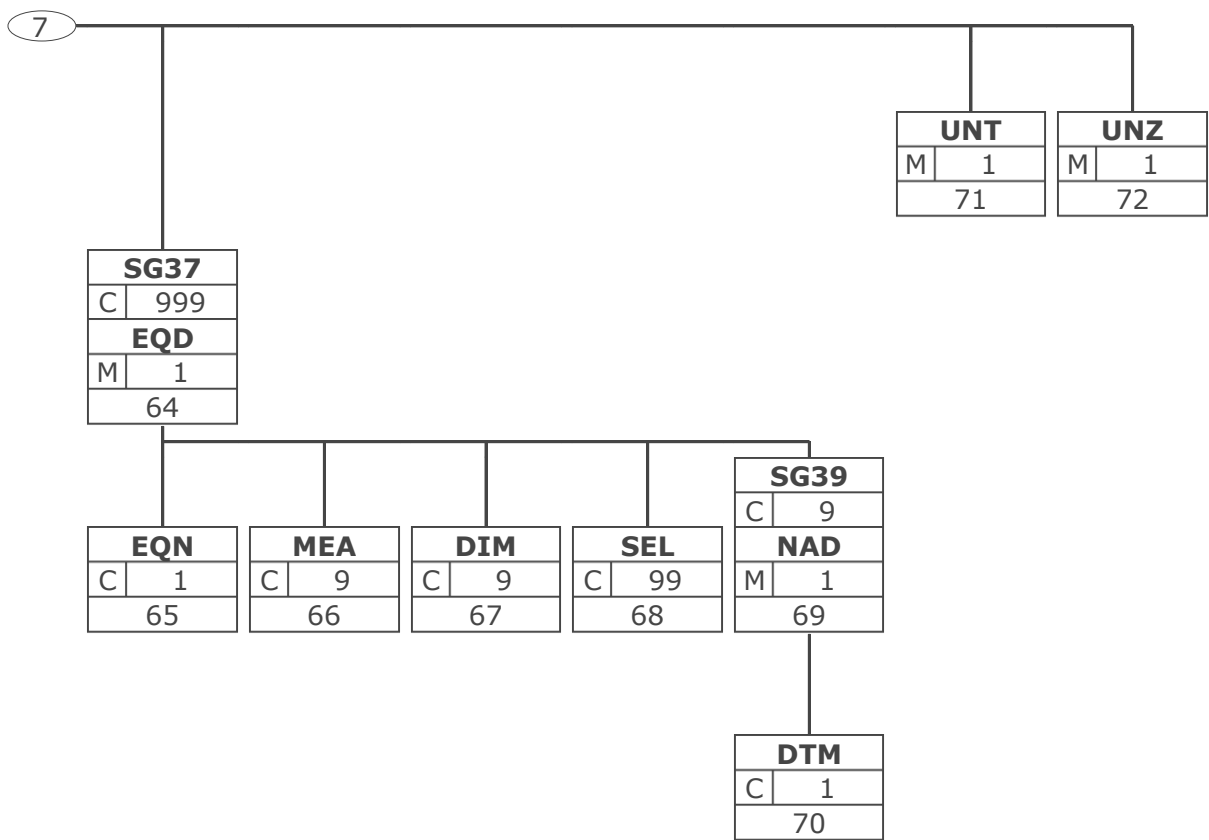 7
UNT
M 1
71
UNZ
M 1
72
SG37
C 999
EQD
M 1
64
EQN
C 1
65
MEA
C 9
66
DIM
C 9
67
SEL
C 99
68
SG39
C 9
NAD
M 1
69
DTM
C 1
70